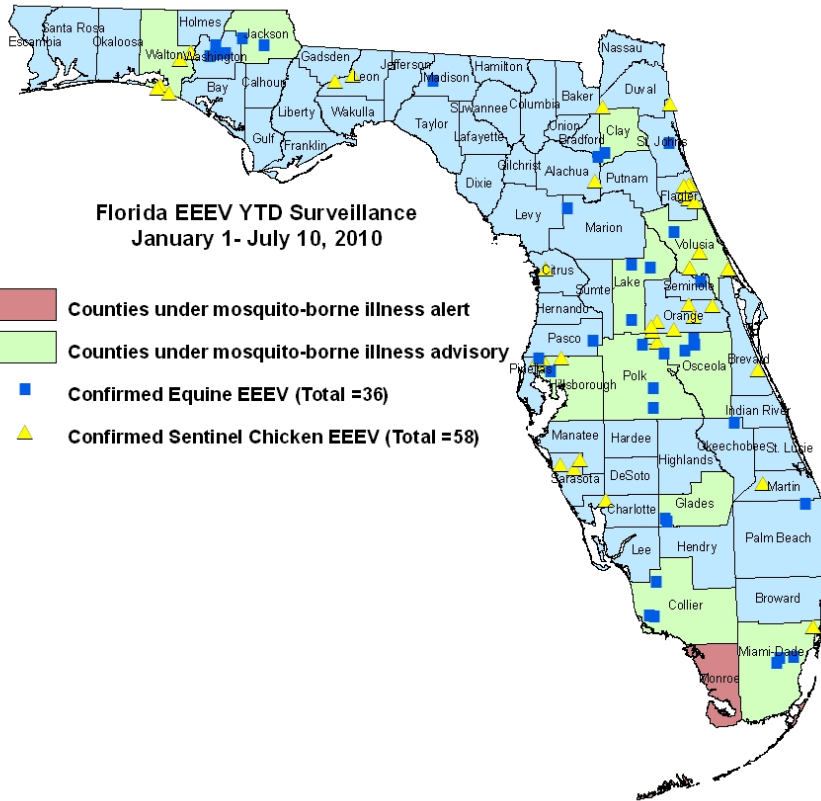 Holmes
Jackson
Santa Rosa
Escambia
Okaloosa
Walton
Washington
Gadsden
Leon
Jefferson
Madison
Hamilton
Nassau
Bay
Calhoun
Liberty
Wakulla
Gulf
Franklin
Taylor
Suwannee
Columbia
Lafayette
Baker
Duval
Union
Bradford
Clay
St. Johns
Gilchrist
Alachua
Putnam
Dixie
Flagler
Levy
Marion
Volusia
Florida EEEV YTD Surveillance
January 1- July 10, 2010
Citrus
Sumter
Lake
Seminole
Hernando
Orange
Pasco
Counties under mosquito-borne illness alert
Counties under mosquito-borne illness advisory
Confirmed Equine EEEV (Total =36)
Confirmed Sentinel Chicken EEEV (Total =58)
Pinellas
Hillsborough
Polk
Osceola
Brevard
Indian River
Manatee
Hardee
Okeechobee
St. Lucie
Highlands
Sarasota
DeSoto
Martin
Charlotte
Glades
Lee
Hendry
Palm Beach
Collier
Broward
Miami-Dade
Monroe